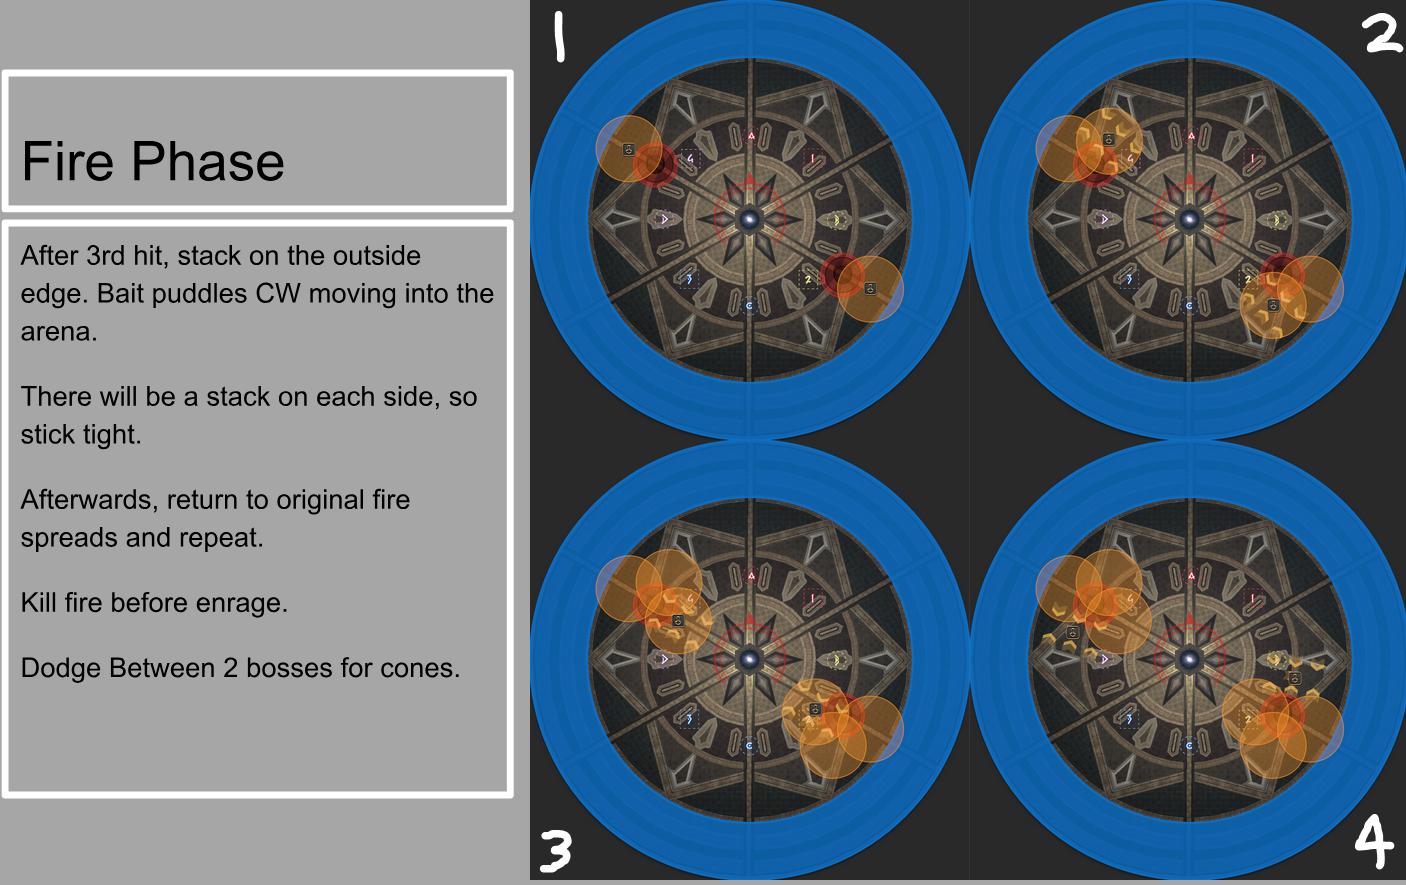 Fire Phase
After 3rd hit, stack on the outside
edge. Bait puddles CW moving into the
arena.
There will be a stack on each side, so
stick tight.
Afterwards, return to original fire
spreads and repeat.
Kill fire before enrage.
Dodge Between 2 bosses for cones.
1
2
3
4